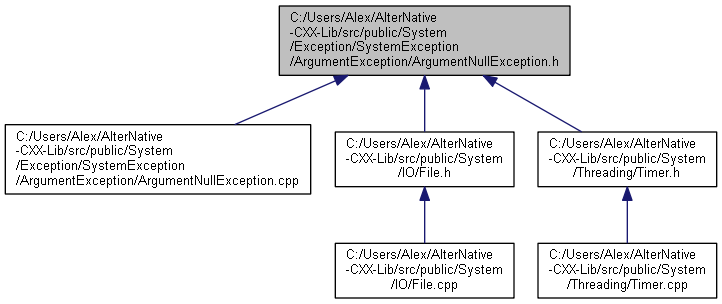 C:/Users/Alex/AlterNative
-CXX-Lib/src/public/System
/Exception/SystemException
/ArgumentException/ArgumentNullException.h
C:/Users/Alex/AlterNative
-CXX-Lib/src/public/System
/Exception/SystemException
/ArgumentException/ArgumentNullException.cpp
C:/Users/Alex/AlterNative
-CXX-Lib/src/public/System
/IO/File.h
C:/Users/Alex/AlterNative
-CXX-Lib/src/public/System
/Threading/Timer.h
C:/Users/Alex/AlterNative
-CXX-Lib/src/public/System
/IO/File.cpp
C:/Users/Alex/AlterNative
-CXX-Lib/src/public/System
/Threading/Timer.cpp